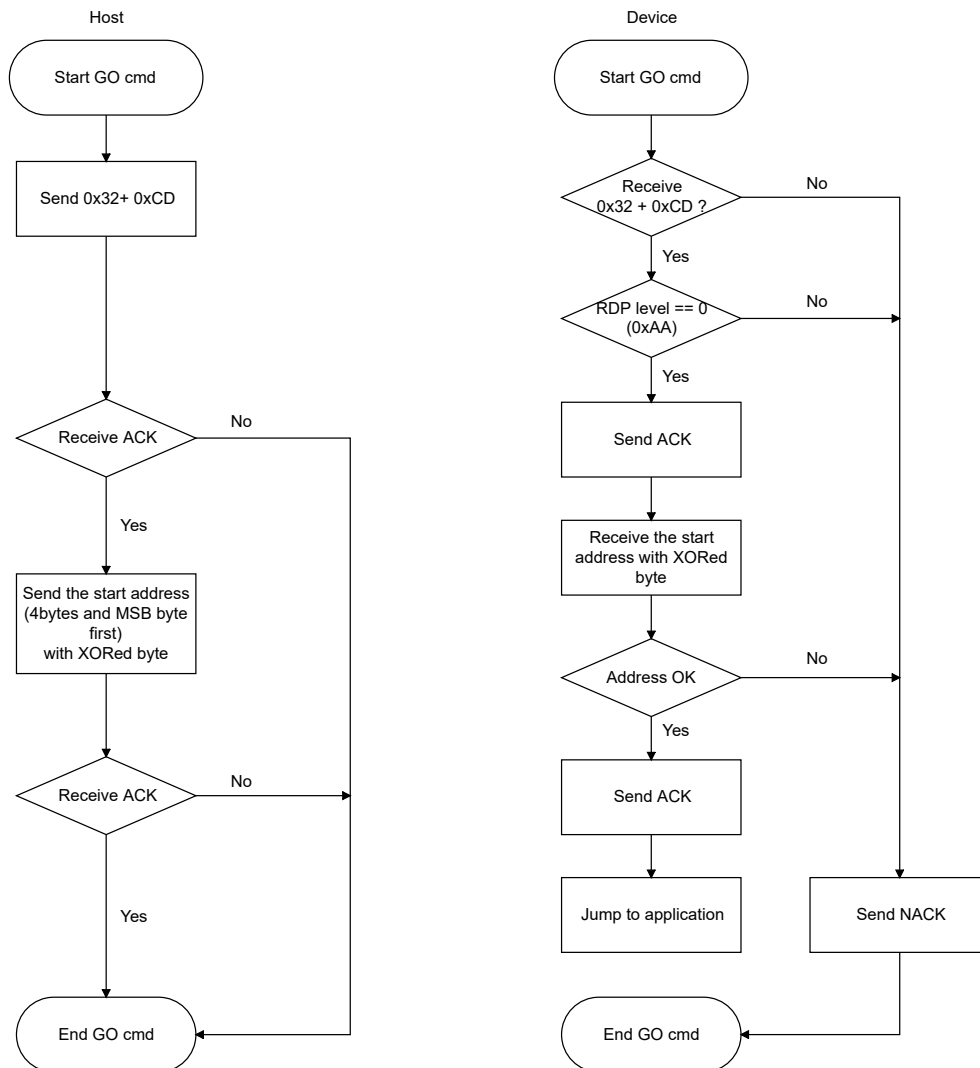 Host
Start GO cmd
Send 0x32+ 0xCD
Receive ACK
No
Yes
Send the start address
(4bytes and MSB byte
first)
with XORed byte
Receive ACK
No
Yes
End GO cmd
Device
Start GO cmd
Receive
0x32 + 0xCD ?
No
Yes
RDP level == 0
(0xAA)
No
Yes
Send ACK
Receive the start
address with XORed
byte
Address OK
No
Yes
Send ACK
Jump to application
Send NACK
End GO cmd